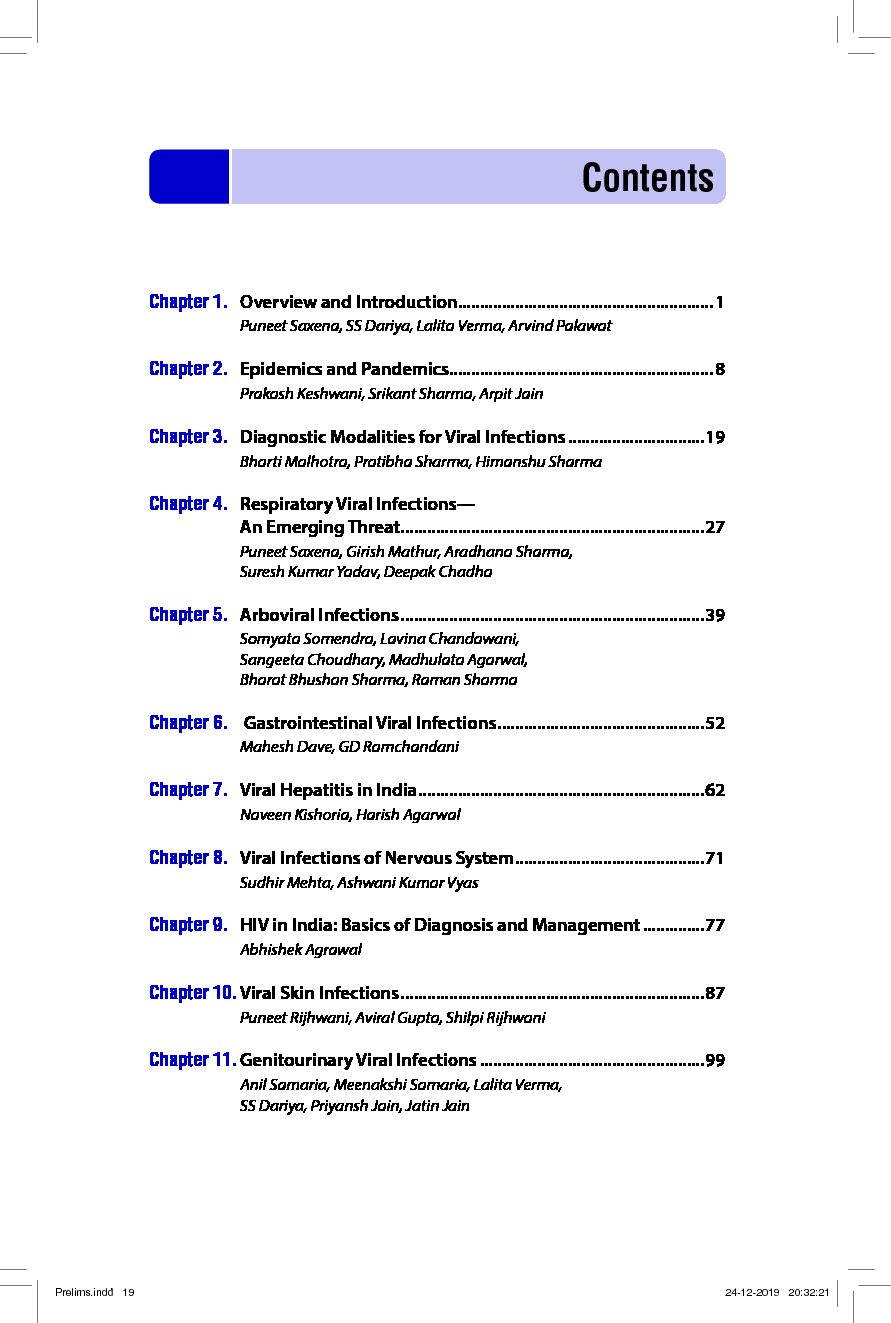 Contents
Chapter 1. Overview and Introduction..........................................................1
Puneet Saxena, SS Dariya, Lalita Verma, Arvind Palawat
Chapter 2. Epidemics and Pandemics............................................................8
Prakash Keshwani, Srikant Sharma, Arpit Jain
Chapter 3. Diagnostic Modalities for Viral Infections ...............................19
Bharti Malhotra, Pratibha Sharma, Himanshu Sharma
Chapter 4. Respiratory Viral Infections—
An Emerging Threat.....................................................................27
Puneet Saxena, Girish Mathur, Aradhana Sharma,
Suresh Kumar Yadav, Deepak Chadha
Chapter 5. Arboviral Infections.....................................................................39
Somyata Somendra, Lavina Chandawani,
Sangeeta Choudhary, Madhulata Agarwal,
Bharat Bhushan Sharma, Raman Sharma
Chapter 6. Gastrointestinal Viral Infections...............................................52
Mahesh Dave, GD Ramchandani
Chapter 7. Viral Hepatitis in India.................................................................62
Naveen Kishoria, Harish Agarwal
Chapter 8. Viral Infections of Nervous System...........................................71
Sudhir Mehta, Ashwani Kumar Vyas
Chapter 9. HIV in India: Basics of Diagnosis and Management ..............77
Abhishek Agrawal
Chapter 10. Viral Skin Infections.....................................................................87
Puneet Rijhwani, Aviral Gupta, Shilpi Rijhwani
Chapter 11. Genitourinary Viral Infections ...................................................99
Anil Samaria, Meenakshi Samaria, Lalita Verma,
SS Dariya, Priyansh Jain, Jatin Jain
Prelims.indd 19 24-12-2019 20:32:21